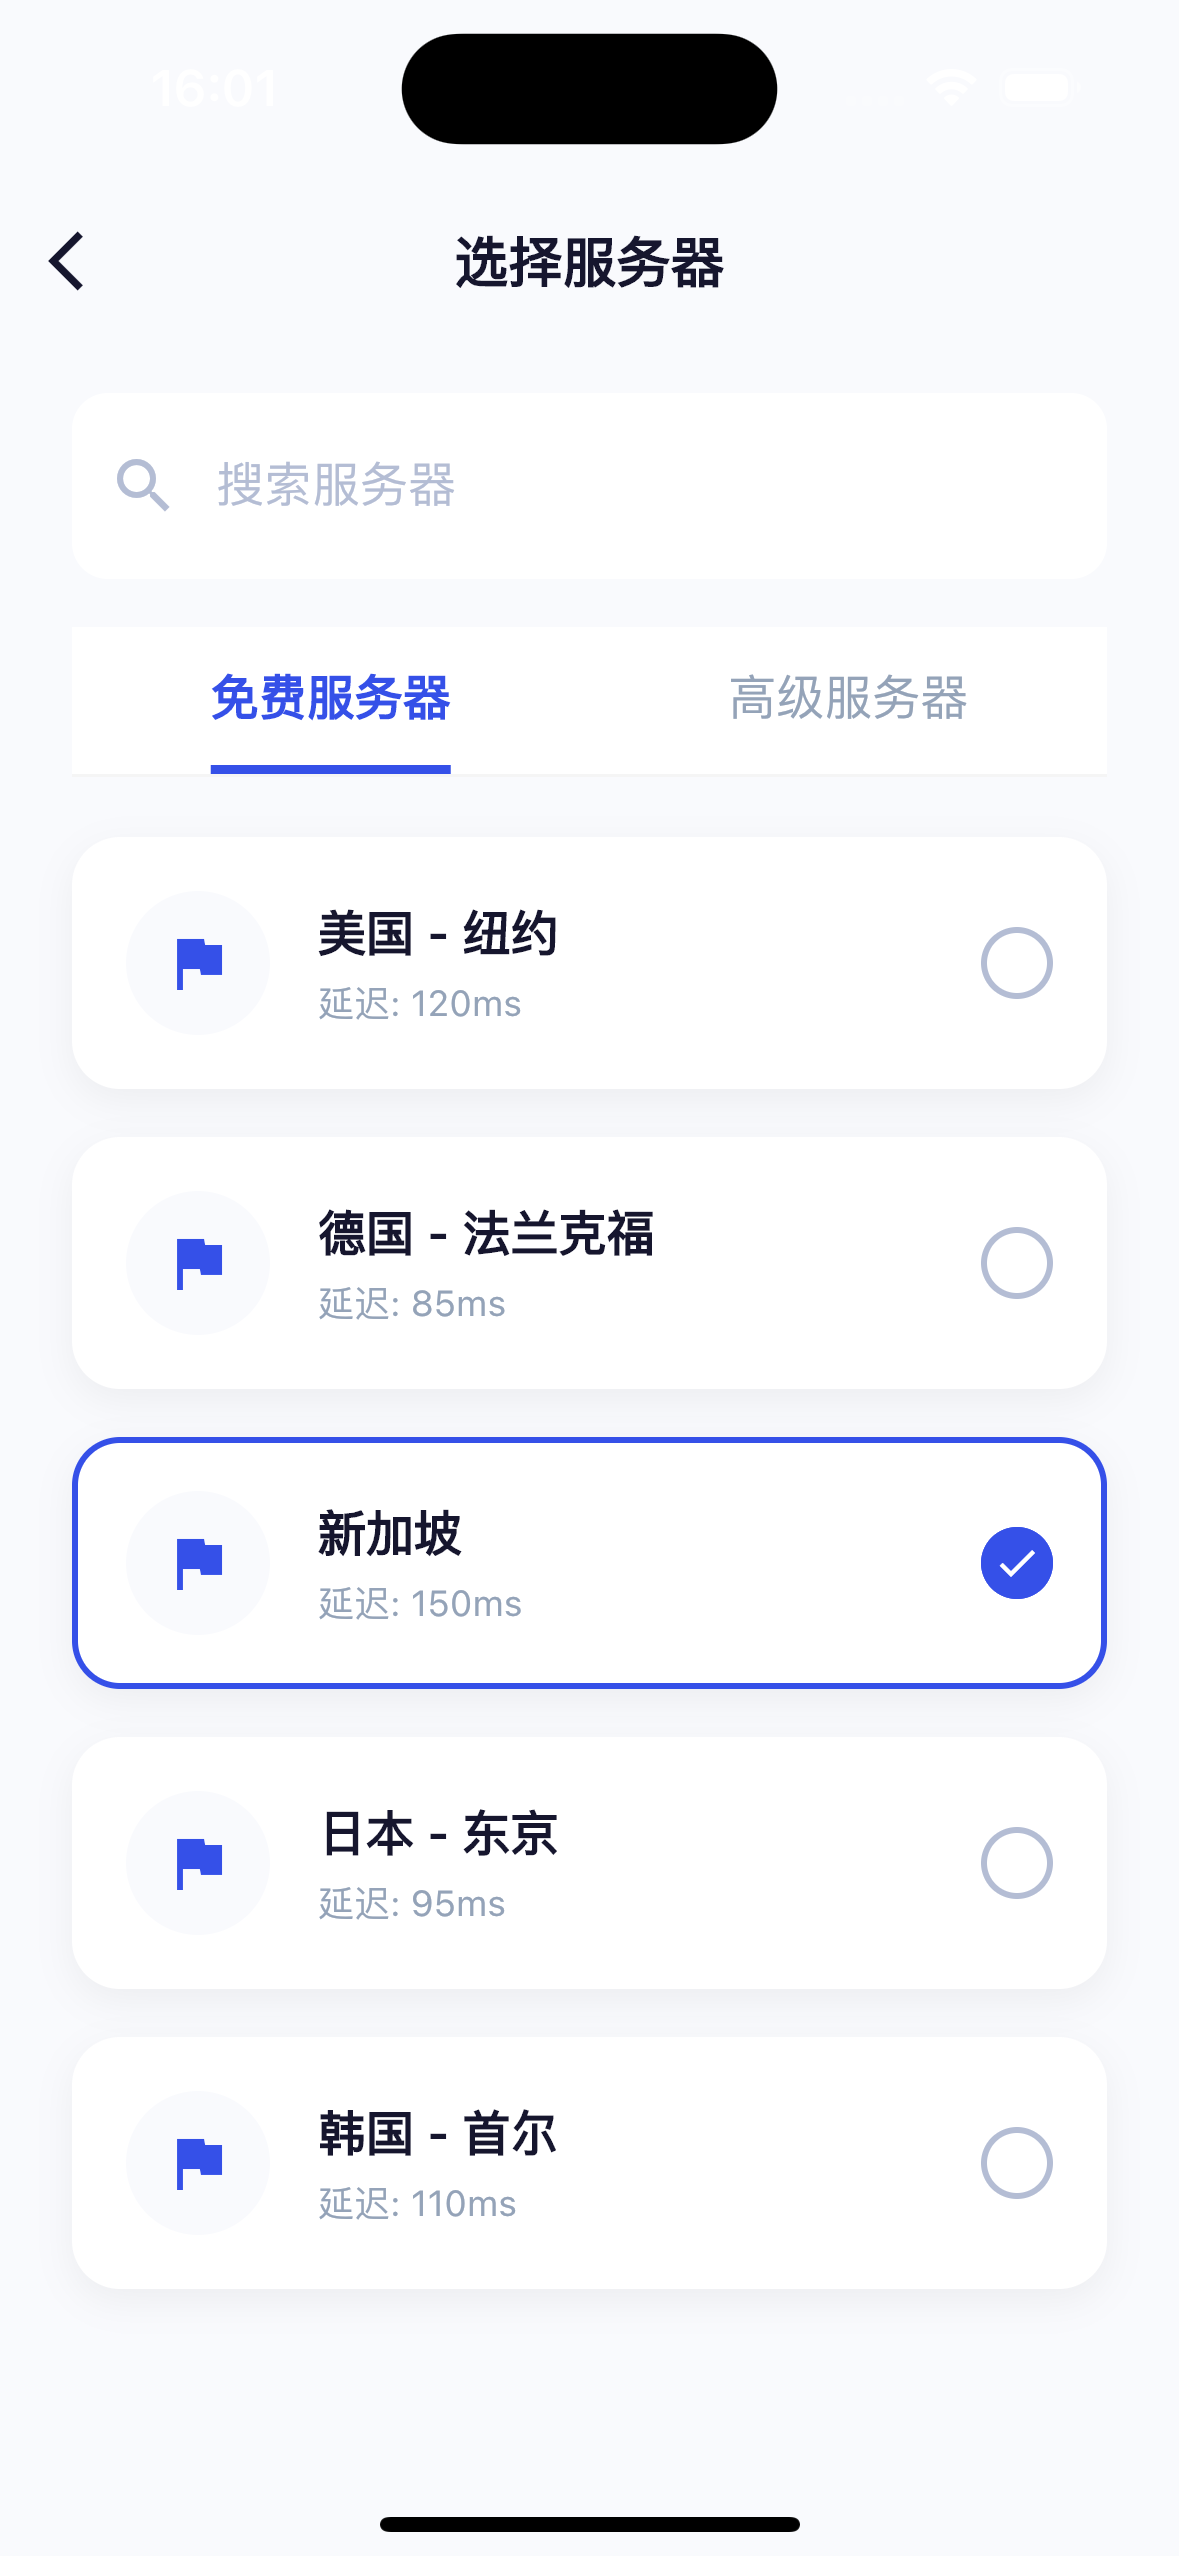 16:01
选择服务器
搜索服务器
免费服务器
高级服务器
美国 - 纽约
延迟: 120ms
德国 - 法兰克福
延迟: 85ms
新加坡
延迟: 150ms
日本 - 东京
延迟: 95ms
韩国 - 首尔
延迟: 110ms